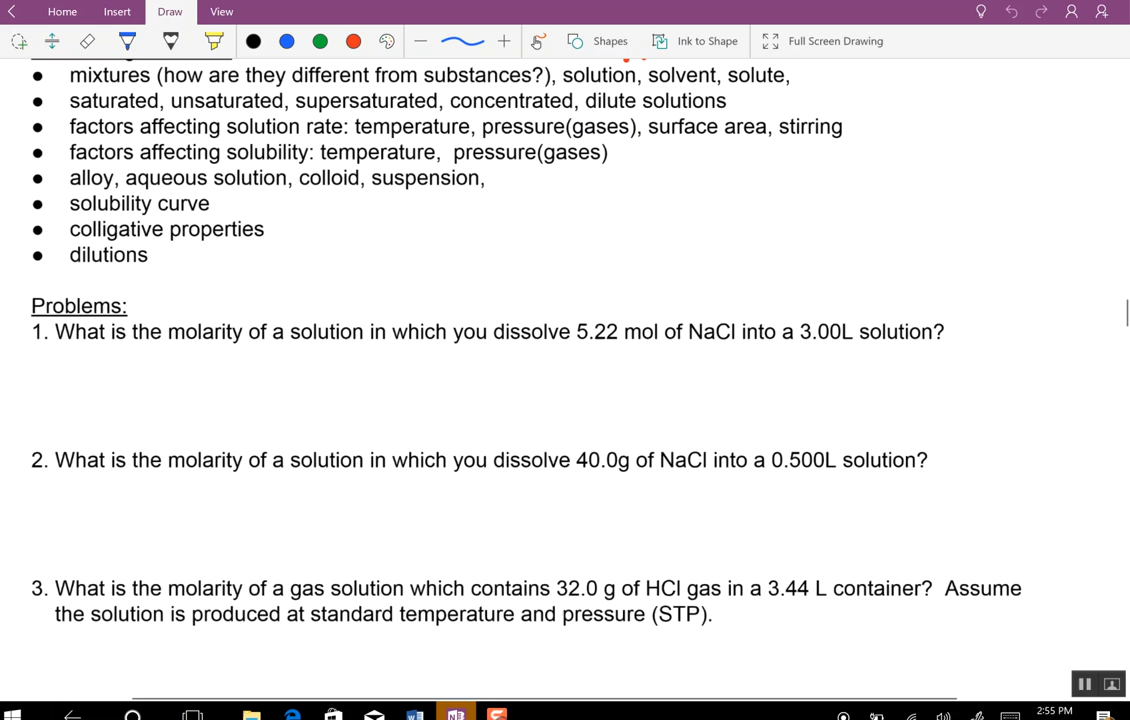 Home Insert Draw View
Shapes Ink to Shape Full Screen Drawing
● mixtures (how are they different from substances?), solution, solvent, solute,
● saturated, unsaturated, supersaturated, concentrated, dilute solutions
● factors affecting solution rate: temperature, pressure(gases), surface area, stirring
● factors affecting solubility: temperature, pressure(gases)
● alloy, aqueous solution, colloid, suspension,
● solubility curve
● colligative properties
● dilutions
Problems:
1. What is the molarity of a solution in which you dissolve 5.22 mol of NaCl into a 3.00L solution?
2. What is the molarity of a solution in which you dissolve 40.0g of NaCl into a 0.500L solution?
3. What is the molarity of a gas solution which contains 32.0 g of HCl gas in a 3.44 L container? Assume
the solution is produced at standard temperature and pressure (STP).
2:55 PM